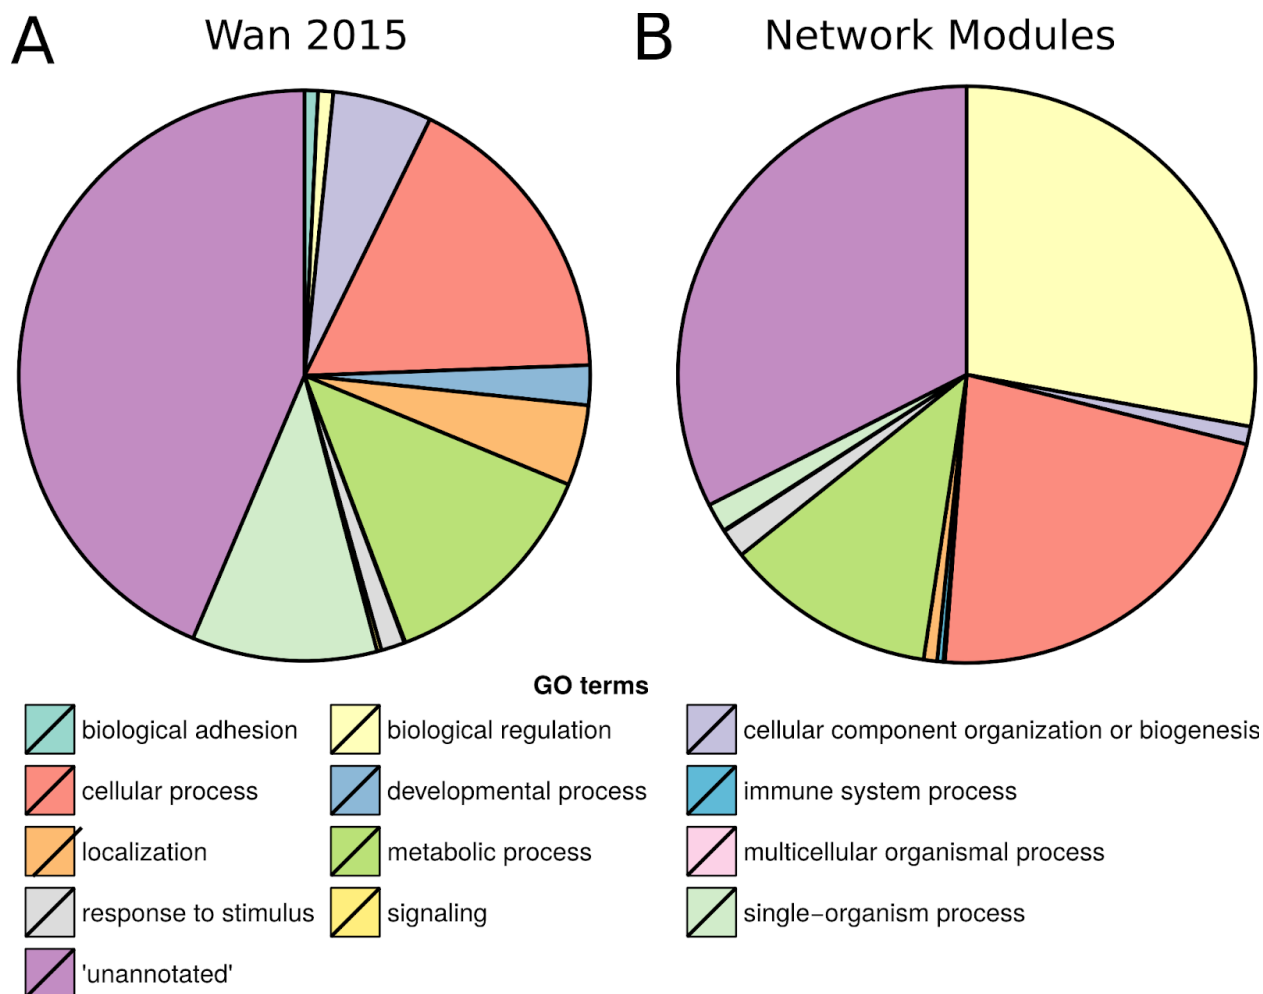 A Wan 2015 B Network Modules
GO terms
biological adhesion biological regulation cellular component organization or biogenesis
cellular process developmental process immune system process
localization metabolic process multicellular organismal process
response to stimulus signaling single−organism process
'unannotated'